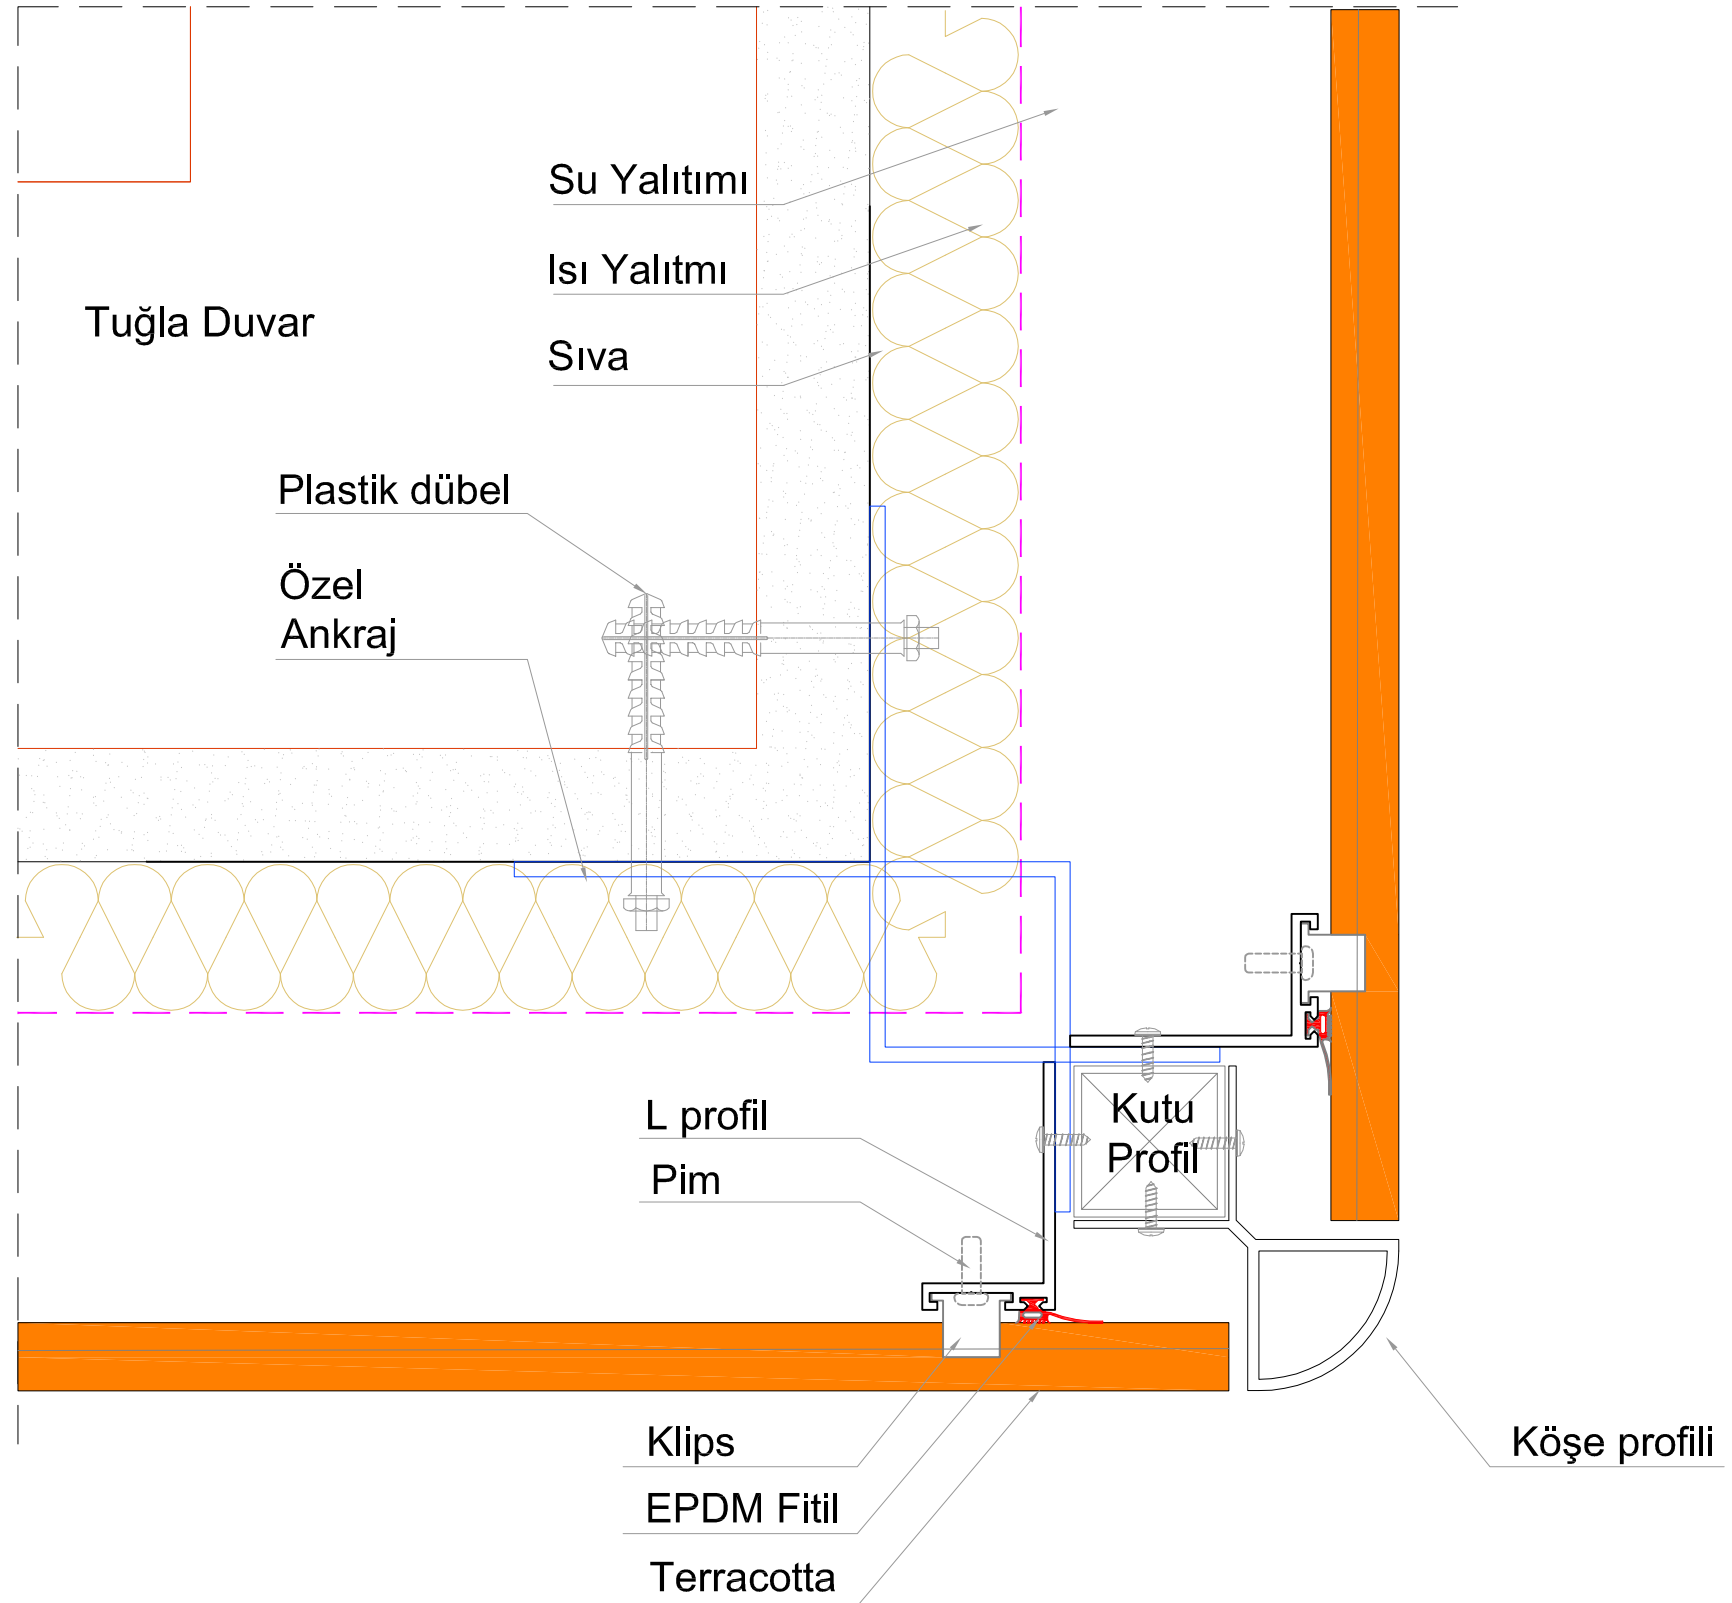 Su Yalıtımı
Isı Yalıtmı
Tuğla Duvar
Sıva
Plastik dübel
Özel
Ankraj
Kutu
Profil
L profil
Pim
Klips
Köşe profili
EPDM Fitil
Terracotta